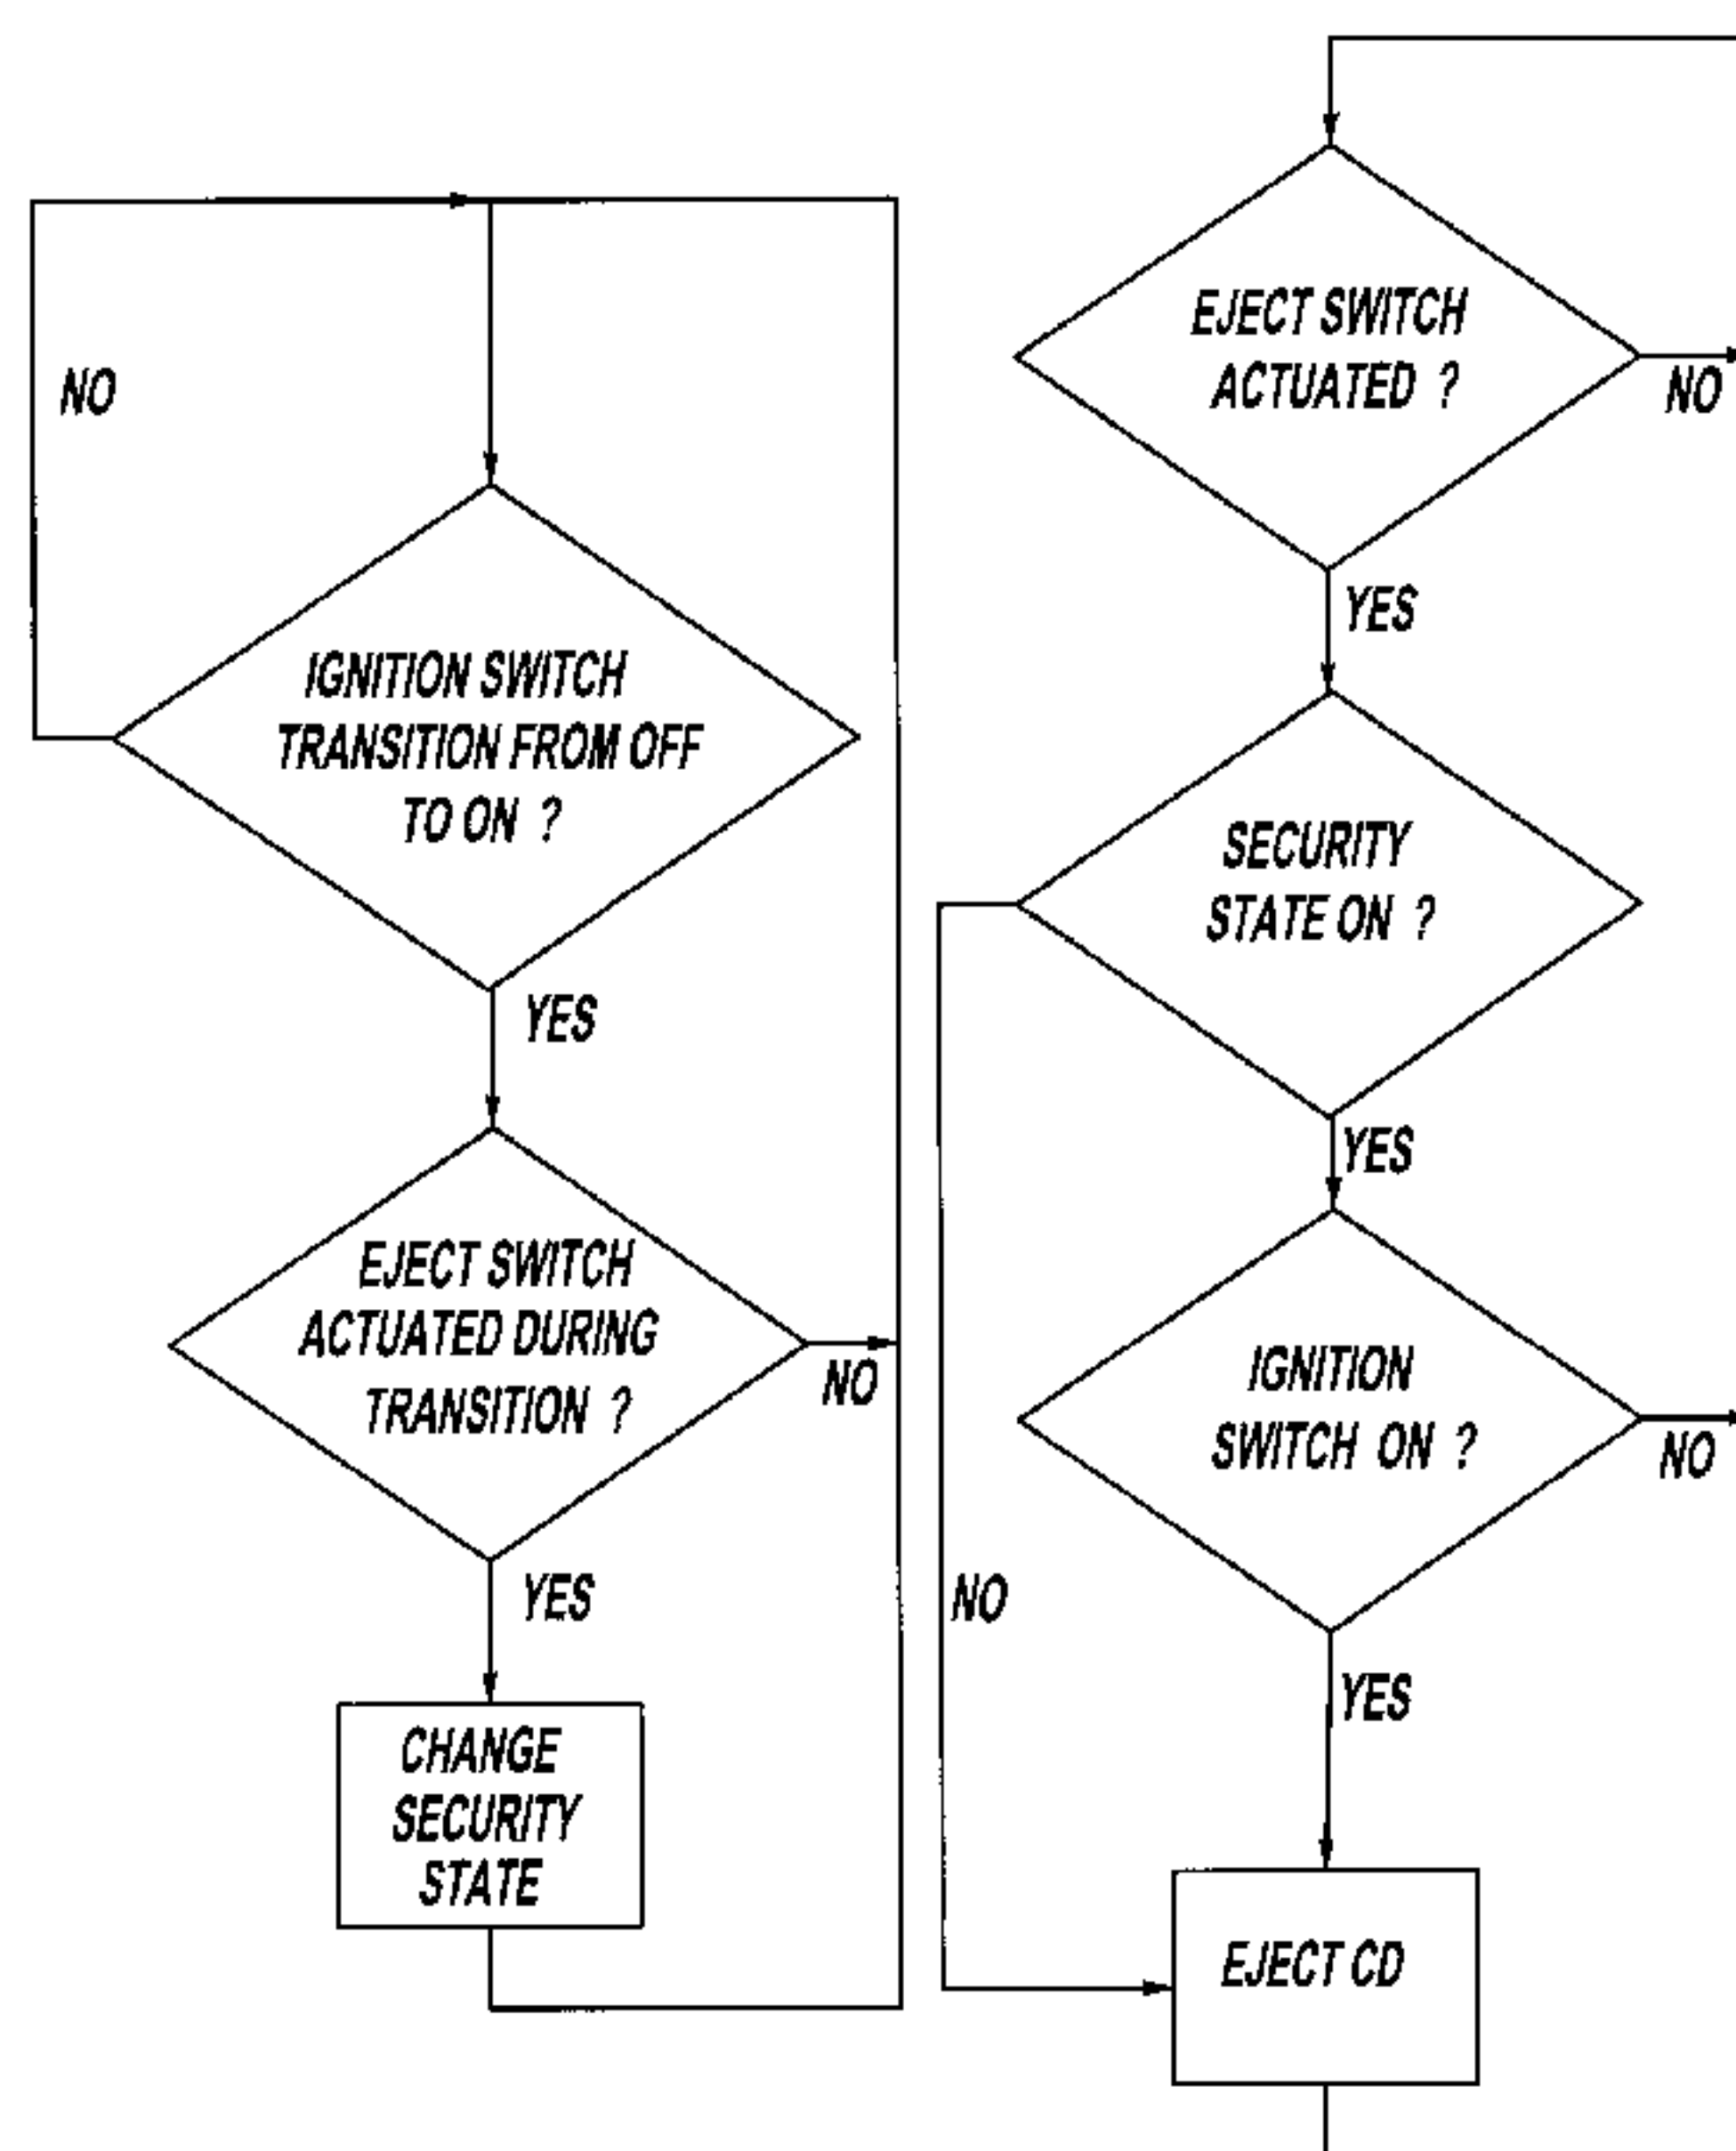 NO
IGNITION SWITCH
TRANSITION FROM OFF
TO ON ?
YES
EJECT SWITCH
ACTUATED DURING
TRANSITION ?
NO
YES
CHANGE
SECURITY
STATE
EJECT SWITCH
ACTUATED ?
NO
YES
SECURITY
STATE ON ?
YES
NO
IGNITION
SWITCH ON ?
NO
YES
EJECT CD